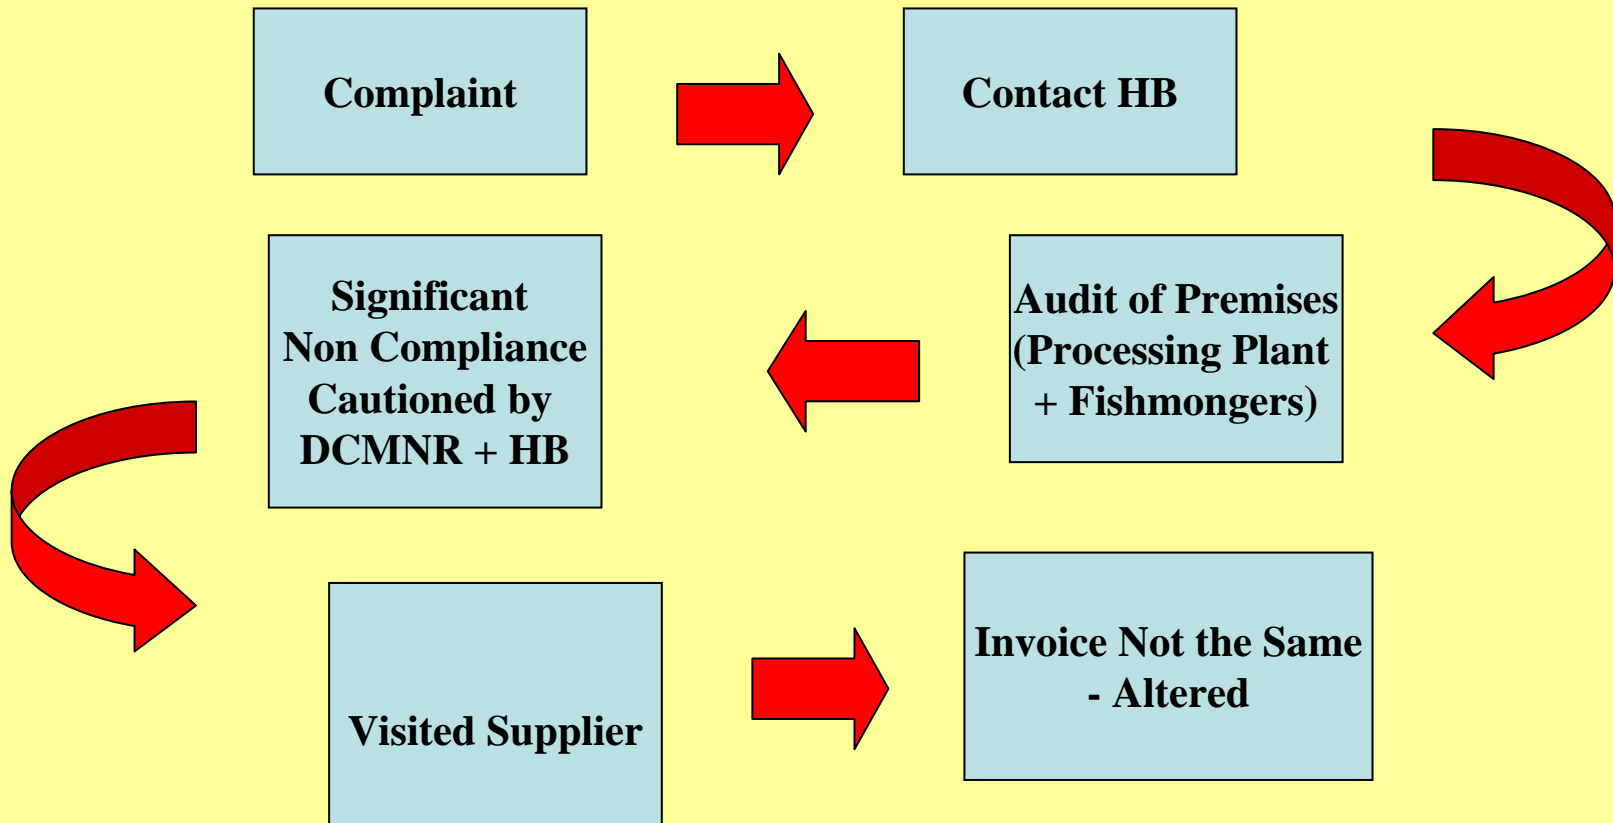 Complaint
Contact HB
Audit of Premises
(Processing Plant
+ Fishmongers)
Significant
Non Compliance
Cautioned by
DCMNR + HB
Visited Supplier
Invoice Not the Same
- Altered